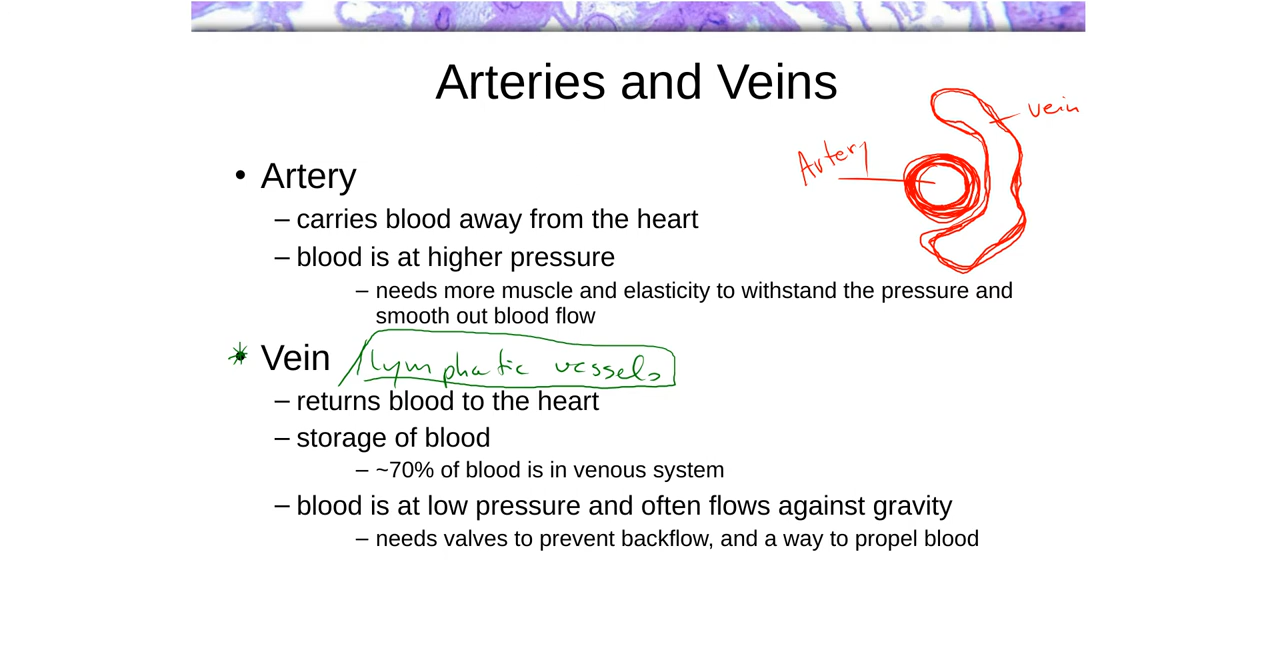 Arteries and Veins
vein
Artery
• Artery
– carries blood away from the heart
– blood is at higher pressure
– needs more muscle and elasticity to withstand the pressure and
smooth out blood flow
Vein / lymphatic vessels
– returns blood to the heart
– storage of blood
– ~70% of blood is in venous system
– blood is at low pressure and often flows against gravity
– needs valves to prevent backflow, and a way to propel blood